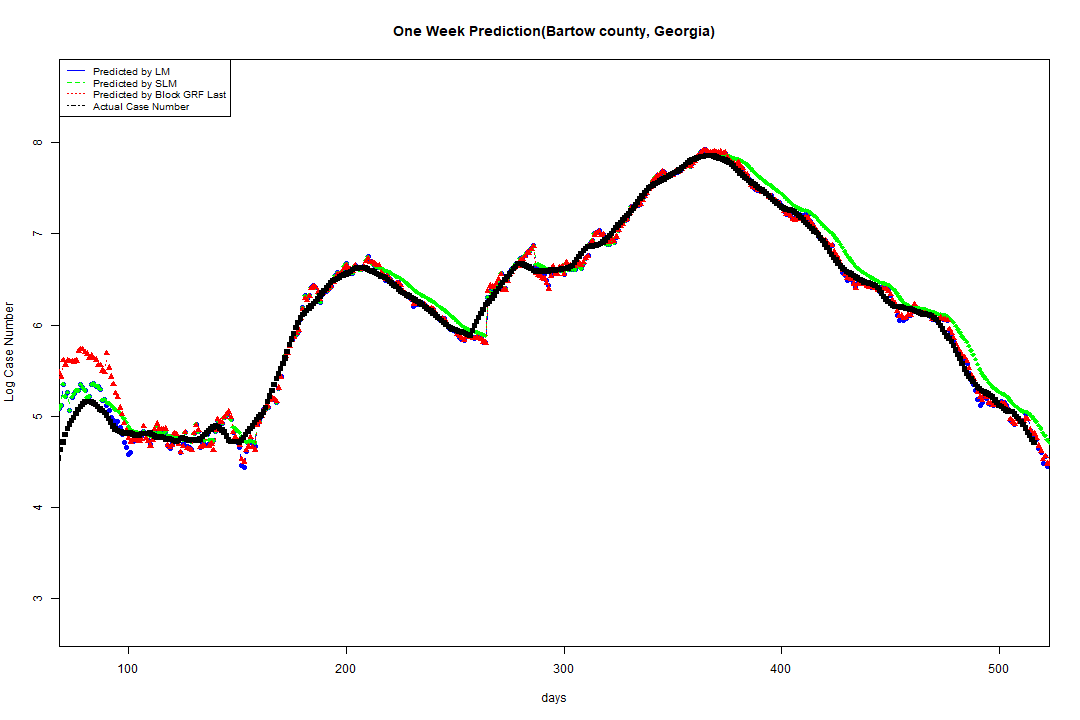 One Week Prediction(Bartow county, Georgia)
Predicted by LM
Predicted by SLM
Predicted by Block GRF Last
Actual Case Number
8
7
6
5
4
3
Log Case Number
100 200 300 400 500
days